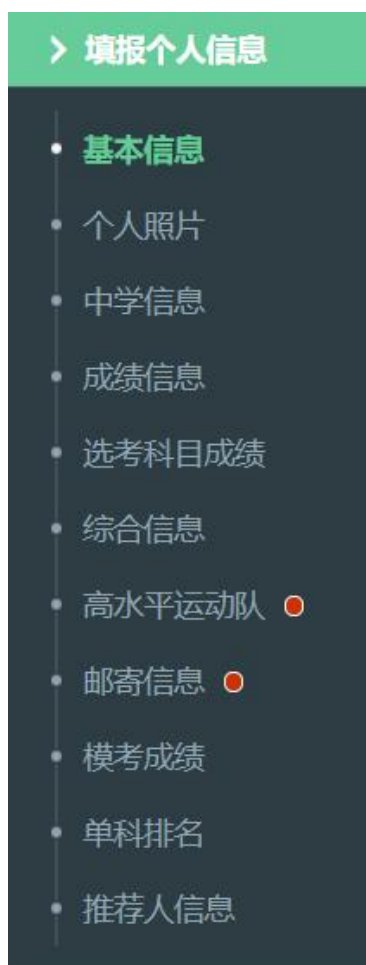 填报个人信息
基本信息
个人照片
中学信息
成绩信息
选考科目成绩
综合信息
高水平运动队
邮寄信息
模考成绩
单科排名
推荐人信息